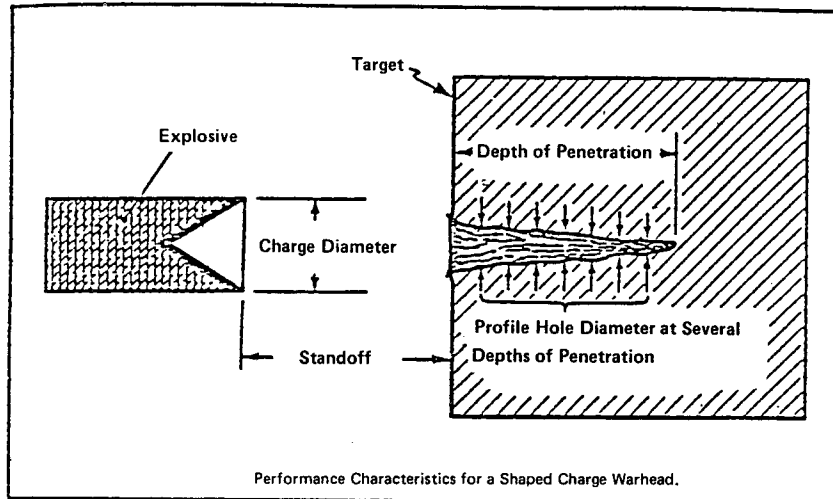 Target
Explosive
Depth of Penetration
Charge Diameter
Profile Hole Diameter at Several
Depths of Penetration
Standoff
Performance Characteristics for a Shaped Charge Warhead.